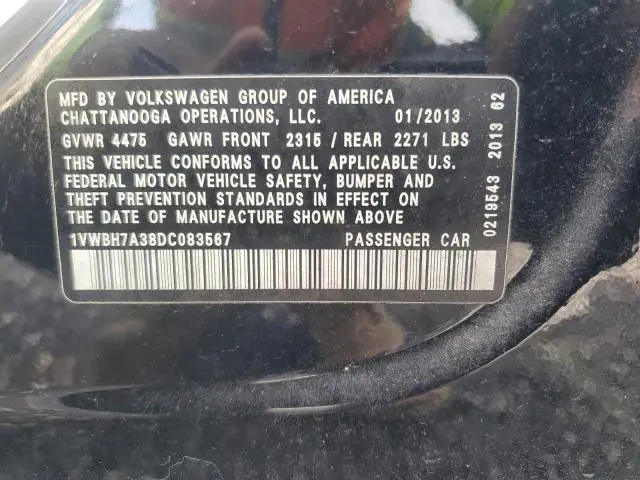 MFD BY VOLKSWAGEN GROUP OF AMERICA
CHATTANOOGA OPERATIONS, LLC. 01/2013
GVWR 4475 GAWR FRONT 2315 / REAR 2271 LBS
THIS VEHICLE CONFORMS TO ALL APPLICABLE U.S.
FEDERAL MOTOR VEHICLE SAFETY, BUMPER AND
THEFT PREVENTION STANDARDS IN EFFECT ON
THE DATE OF MANUFACTURE SHOWN ABOVE
1VWBH7A38DC083567 PASSENGER CAR
0219543 2013 62